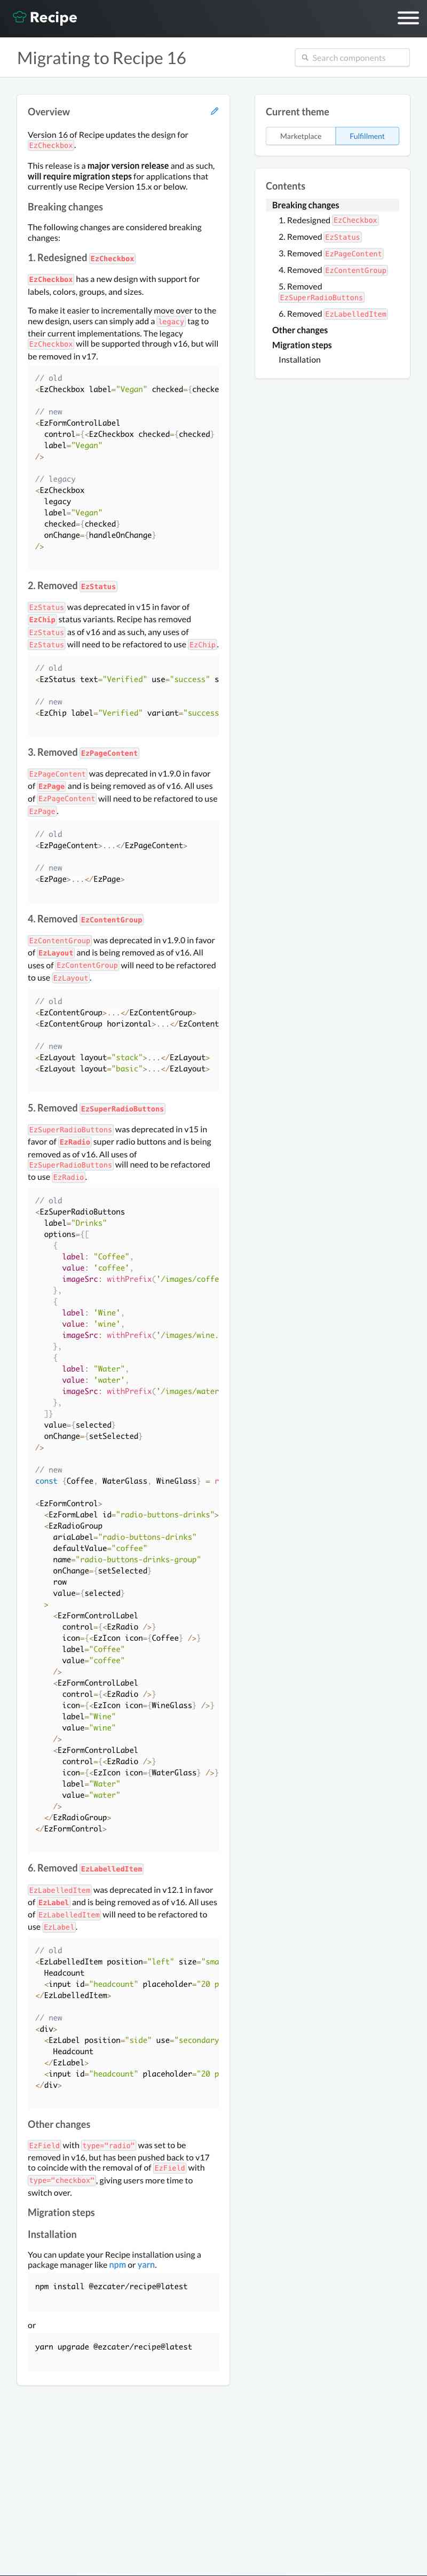 Recipe
Migrating to Recipe 16
Search components
Overview
Version 16 of Recipe updates the design for
EzCheckbox.
This release is a major version release and as such,
will require migration steps for applications that
currently use Recipe Version 15.x or below.
Breaking changes
The following changes are considered breaking
changes:
1. Redesigned EzCheckbox
EzCheckbox has a new design with support for
labels, colors, groups, and sizes.
To make it easier to incrementally move over to the
new design, users can simply add a legacy tag to
their current implementations. The legacy
EzCheckbox will be supported through v16, but will
be removed in v17.
// old
<EzCheckbox label="Vegan" checked={checke
// new
<EzFormControlLabel
control={<EzCheckbox checked={checked}
label="Vegan"
/>
// legacy
<EzCheckbox
legacy
label="Vegan"
checked={checked}
onChange={handleOnChange}
/>
2. Removed EzStatus
EzStatus was deprecated in v15 in favor of
EzChip status variants. Recipe has removed
EzStatus as of v16 and as such, any uses of
EzStatus will need to be refactored to use EzChip.
// old
<EzStatus text="Verified" use="success" s
// new
<EzChip label="Verified" variant="success
3. Removed EzPageContent
EzPageContent was deprecated in v1.9.0 in favor
of EzPage and is being removed as of v16. All uses
of EzPageContent will need to be refactored to use
EzPage.
// old
<EzPageContent>...</EzPageContent>
// new
<EzPage>...</EzPage>
4. Removed EzContentGroup
EzContentGroup was deprecated in v1.9.0 in favor
of EzLayout and is being removed as of v16. All
uses of EzContentGroup will need to be refactored
to use EzLayout.
// old
<EzContentGroup>...</EzContentGroup>
<EzContentGroup horizontal>...</EzContent
// new
<EzLayout layout="stack">...</EzLayout>
<EzLayout layout="basic">...</EzLayout>
5. Removed EzSuperRadioButtons
EzSuperRadioButtons was deprecated in v15 in
favor of EzRadio super radio buttons and is being
removed as of v16. All uses of
EzSuperRadioButtons will need to be refactored
to use EzRadio.
// old
<EzSuperRadioButtons
label="Drinks"
options={[
{
label: "Coffee",
value: 'coffee',
imageSrc: withPrefix('/images/coffe
},
{
label: 'Wine',
value: 'wine',
imageSrc: withPrefix('/images/wine.
},
{
label: "Water",
value: 'water',
imageSrc: withPrefix('/images/water
},
]}
value={selected}
onChange={setSelected}
/>
// new
const {Coffee, WaterGlass, WineGlass} = r
<EzFormControl>
<EzFormLabel id="radio-buttons-drinks">
<EzRadioGroup
ariaLabel="radio-buttons-drinks"
defaultValue="coffee"
name="radio-buttons-drinks-group"
onChange={setSelected}
row
value={selected}
>
<EzFormControlLabel
control={<EzRadio />}
icon={<EzIcon icon={Coffee} />}
label="Coffee"
value="coffee"
/>
<EzFormControlLabel
control={<EzRadio />}
icon={<EzIcon icon={WineGlass} />}
label="Wine"
value="wine"
/>
<EzFormControlLabel
control={<EzRadio />}
icon={<EzIcon icon={WaterGlass} />}
label="Water"
value="water"
/>
</EzRadioGroup>
</EzFormControl>
6. Removed EzLabelledItem
EzLabelledItem was deprecated in v12.1 in favor
of EzLabel and is being removed as of v16. All uses
of EzLabelledItem will need to be refactored to
use EzLabel.
// old
<EzLabelledItem position="left" size="sma
Headcount
<input id="headcount" placeholder="20 p
</EzLabelledItem>
// new
<div>
<EzLabel position="side" use="secondary
Headcount
</EzLabel>
<input id="headcount" placeholder="20 p
</div>
Other changes
EzField with type="radio" was set to be
removed in v16, but has been pushed back to v17
to coincide with the removal of of EzField with
type="checkbox", giving users more time to
switch over.
Migration steps
Installation
You can update your Recipe installation using a
package manager like npm or yarn.
npm install @ezcater/recipe@latest
or
yarn upgrade @ezcater/recipe@latest
Current theme
Marketplace
Fulfillment
Contents
Breaking changes
1. Redesigned EzCheckbox
2. Removed EzStatus
3. Removed EzPageContent
4. Removed EzContentGroup
5. Removed
EzSuperRadioButtons
6. Removed EzLabelledItem
Other changes
Migration steps
Installation